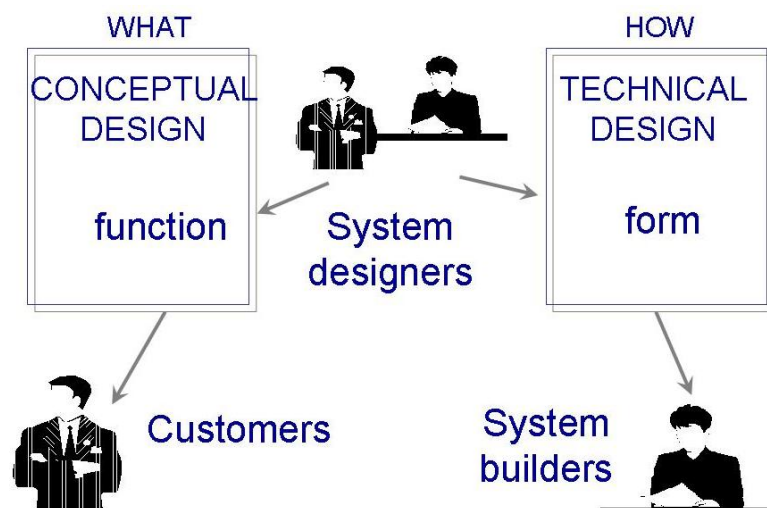 WHAT
CONCEPTUAL
DESIGN
function
System
designers
HOW
TECHNICAL
DESIGN
form
Customers
System
builders